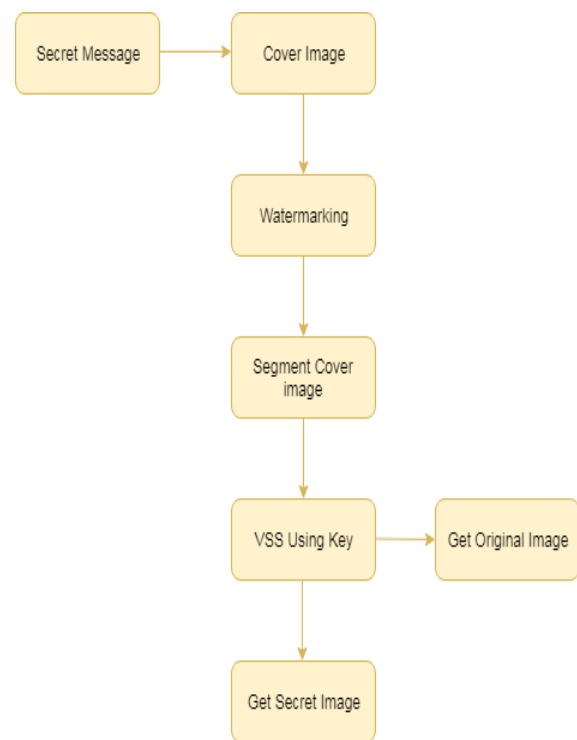 Secret Message
Cover Image
Watermarking
Segment Cover
image
VSS Using Key
Get Original Image
Get Secret Image